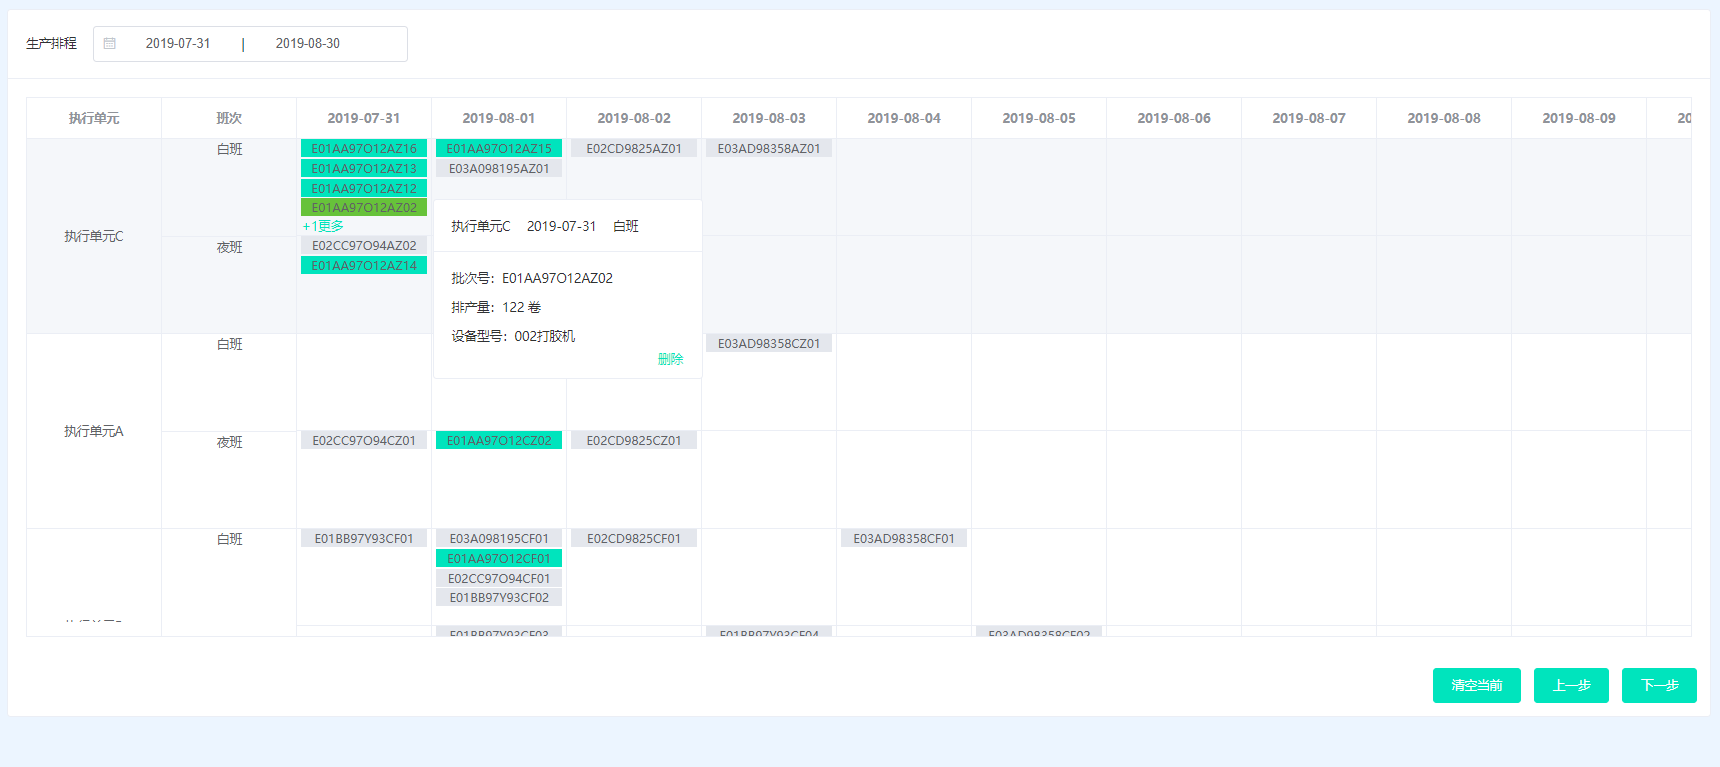 生产排程 2019-07-31 | 2019-08-30
执行单元 班次 2019-07-31 2019-08-01 2019-08-02 2019-08-03 2019-08-04 2019-08-05 2019-08-06 2019-08-07 2019-08-08 2019-08-09 20
白班 E01AA97O12AZ16 E01AA97O12AZ15 E02CD9825AZ01 E03AD98358AZ01
E01AA97O12AZ13 E03A098195AZ01
E01AA97O12AZ12
E01AA97O12AZ02
+1更多
执行单元C
夜班 E02CC97O94AZ02
E01AA97O12AZ14
执行单元C 2019-07-31 白班
批次号：E01AA97O12AZ02
排产量：122 卷
设备型号：002打胶机
删除
白班 E03AD98358CZ01
执行单元A
夜班 E02CC97O94CZ01 E01AA97O12CZ02 E02CD9825CZ01
白班 E01BB97Y93CF01 E03A098195CF01 E02CD9825CF01 E03AD98358CF01
E01AA97O12CF01
E02CC97O94CF01
E01BB97Y93CF02
E01BB97Y93CF03 E01BB97Y93CF04 E03AD98358CF02
清空当前 上一步 下一步